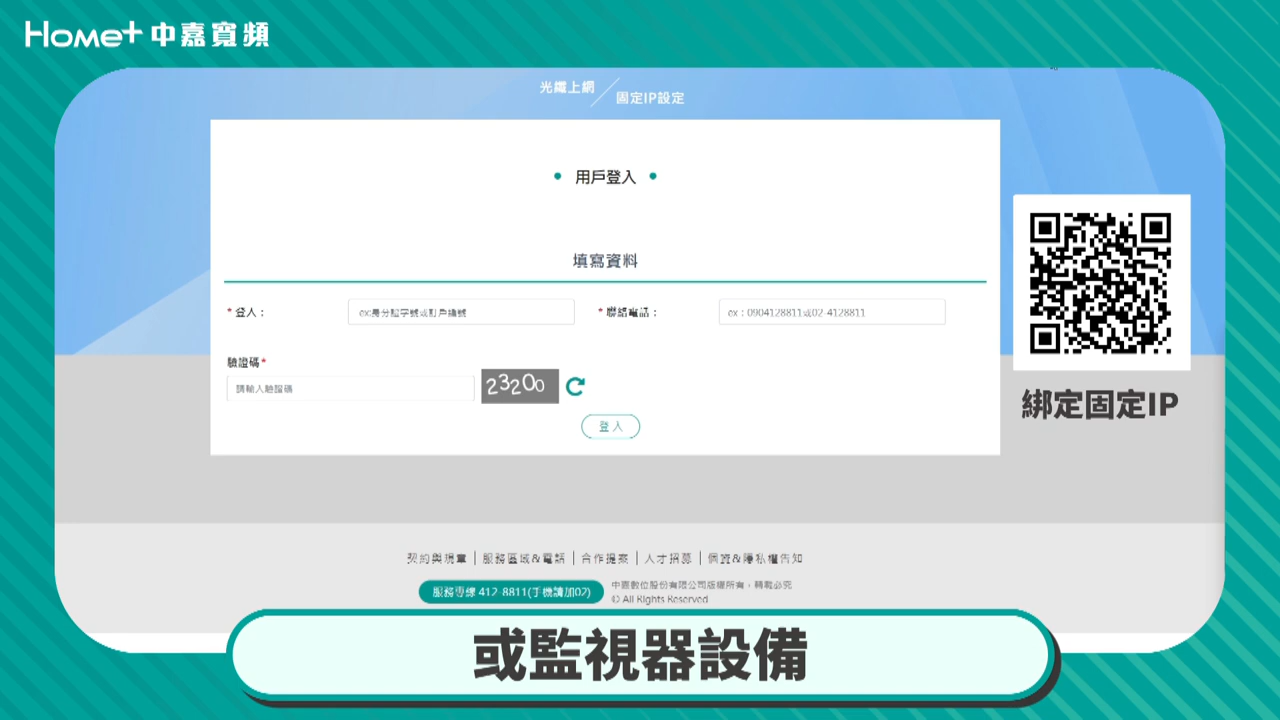 Home+ 中嘉寬頻
光纖上網
固定IP設定
用戶登入
填寫資料
*登入：
ex:身分證字號或訂戶編號
*聯絡電話：
ex：0904128811或02-4128811
驗證碼*
請輸入驗證碼
23200
登入
綁定固定IP
契約與規章｜服務區域&電話｜合作提案｜人才招募｜個資&隱私權告知
服務專線 412-8811(手機請加02)
中嘉數位股份有限公司版權所有，轉載必究
© All Rights Reserved
或監視器設備